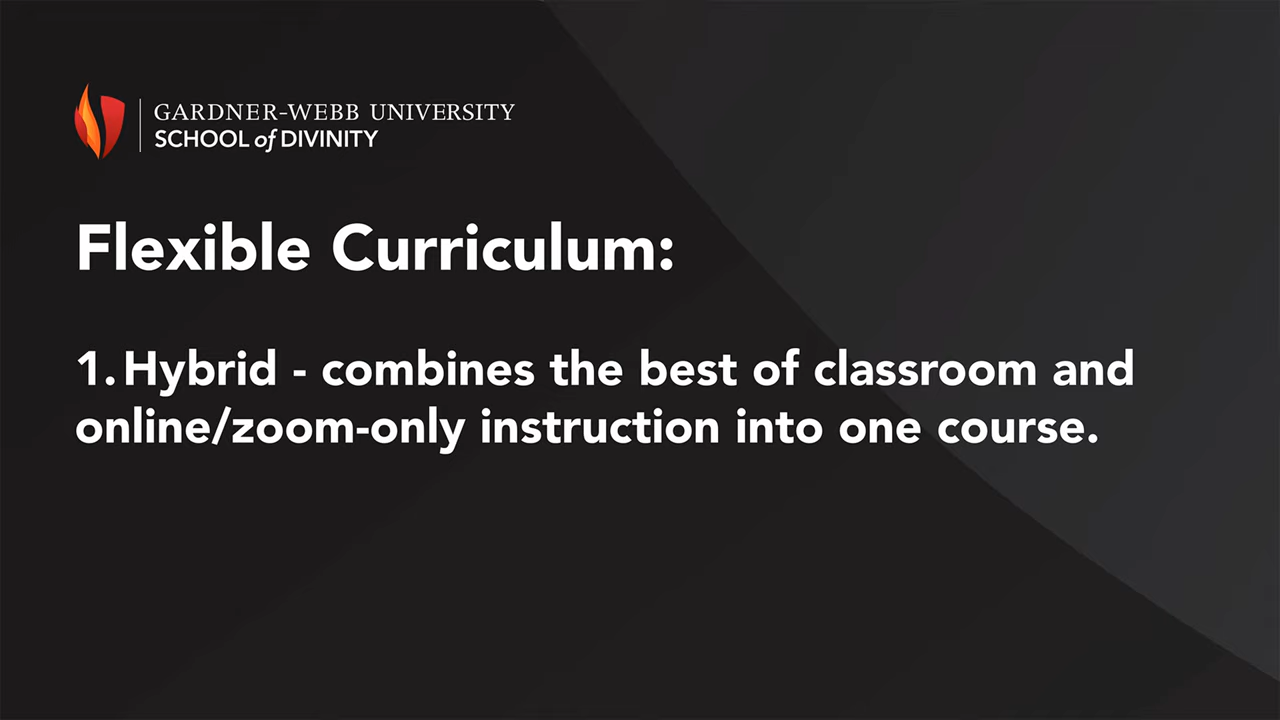 GARDNER-WEBB UNIVERSITY
SCHOOL of DIVINITY
Flexible Curriculum:
1. Hybrid - combines the best of classroom and
online/zoom-only instruction into one course.